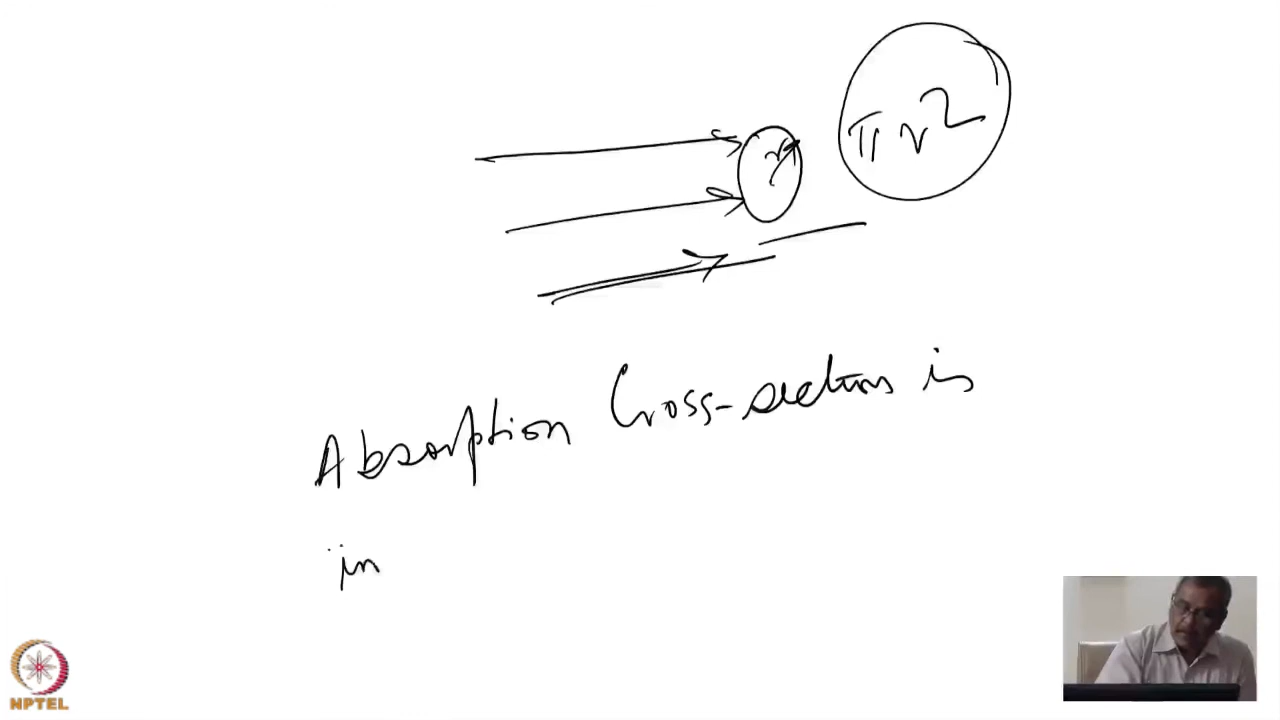 πr²
r
Absorption Cross-section is
in
NPTEL